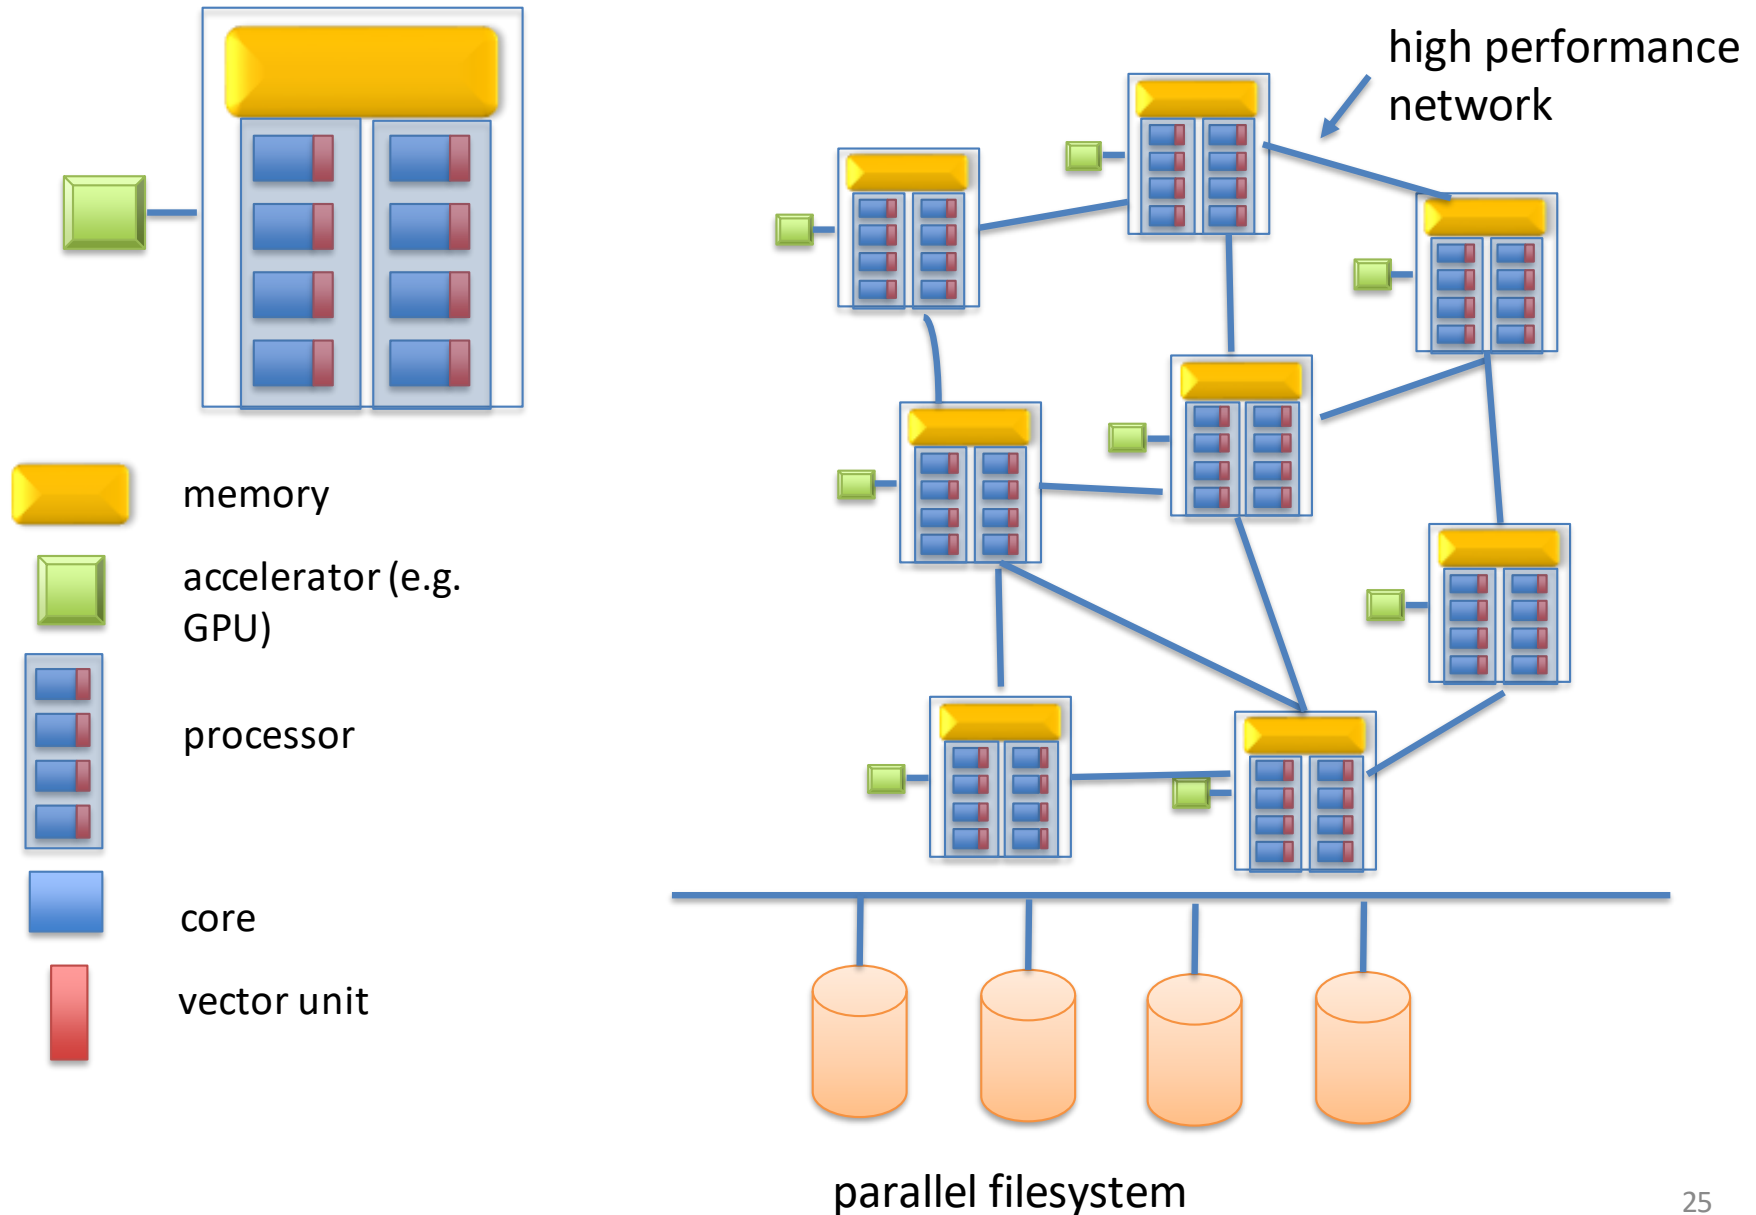 high performance
network
memory
accelerator (e.g.
GPU)
processor
core
vector unit
parallel filesystem
25